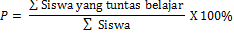 P = ∑ Siswa yang tuntas belajar / ∑ Siswa X 100%